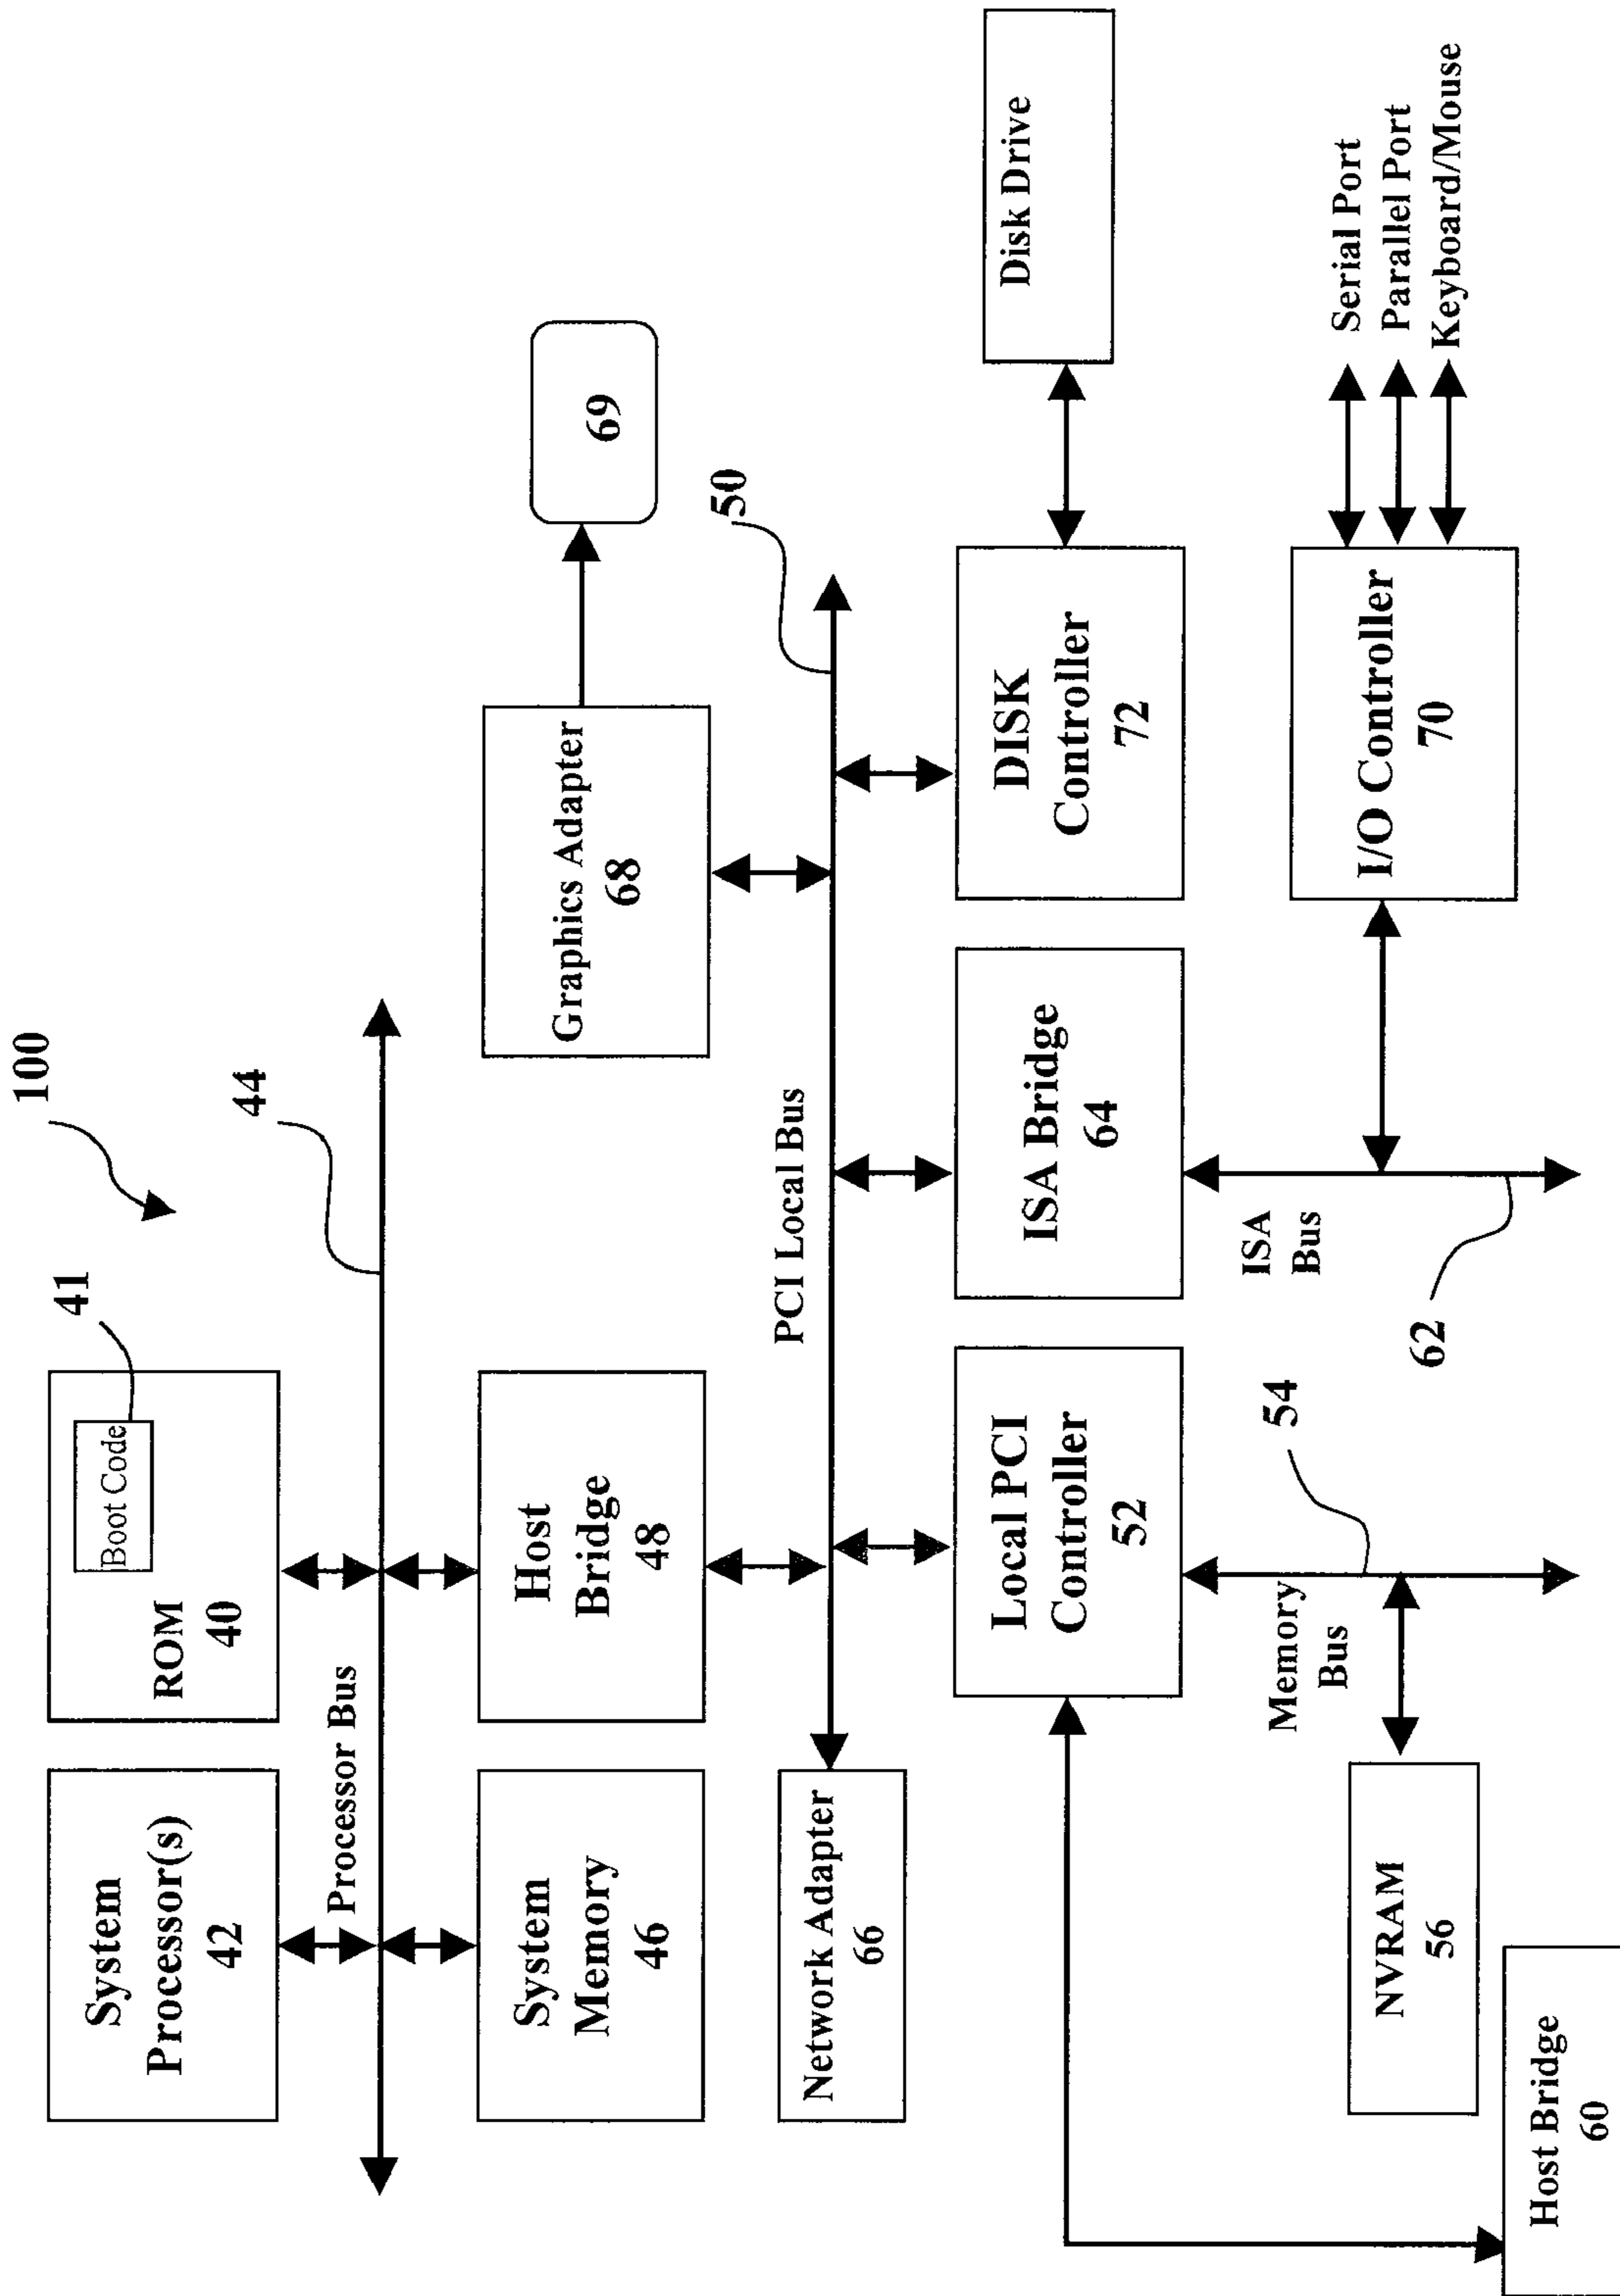 100
System
Processor(s)
42
Boot Code
41
ROM
40
Processor Bus
44
System
Memory
46
Host
Bridge
48
Graphics Adapter
68
69
Network Adapter
66
PCI Local Bus
50
Local PCI
Controller
52
ISA Bridge
64
DISK
Controller
72
Disk Drive
Memory
Bus
54
ISA
Bus
62
I/O Controller
70
Serial Port
Parallel Port
Keyboard/Mouse
NVRAM
56
Host Bridge
60